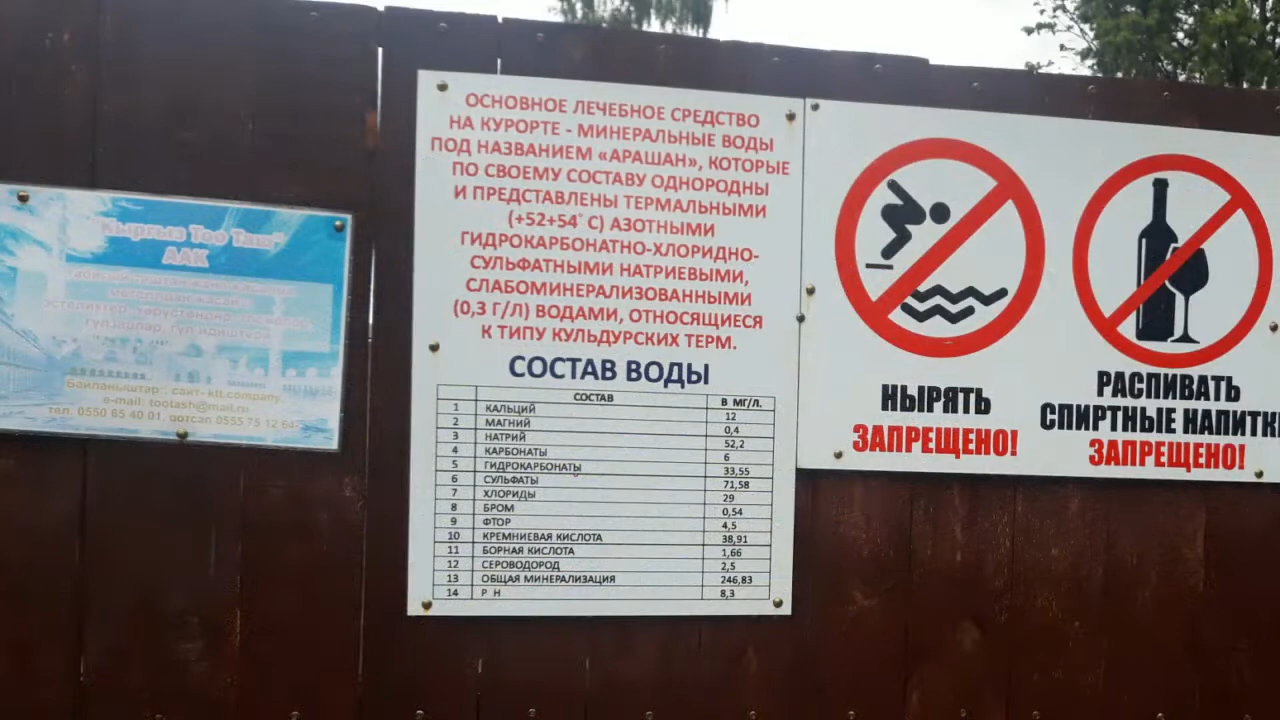 "Кыргыз Тоо Таш"
ААК
Байланыштар: сайт- ktt.company,
e-mail: tootash@mail.ru
тел. 0550 65 40 01, вотсап 0555 75 12 64
ОСНОВНОЕ ЛЕЧЕБНОЕ СРЕДСТВО
НА КУРОРТЕ - МИНЕРАЛЬНЫЕ ВОДЫ
ПОД НАЗВАНИЕМ «АРАШАН», КОТОРЫЕ
ПО СВОЕМУ СОСТАВУ ОДНОРОДНЫ
И ПРЕДСТАВЛЕНЫ ТЕРМАЛЬНЫМИ
(+52+54° С) АЗОТНЫМИ
ГИДРОКАРБОНАТНО-ХЛОРИДНО-
СУЛЬФАТНЫМИ НАТРИЕВЫМИ,
СЛАБОМИНЕРАЛИЗОВАННЫМИ
(0,3 Г/Л) ВОДАМИ, ОТНОСЯЩИЕСЯ
К ТИПУ КУЛЬДУРСКИХ ТЕРМ.
СОСТАВ ВОДЫ
СОСТАВ В МГ/Л.
1 КАЛЬЦИЙ 12
2 МАГНИЙ 0,4
3 НАТРИЙ 52,2
4 КАРБОНАТЫ 6
5 ГИДРОКАРБОНАТЫ 33,55
6 СУЛЬФАТЫ 71,58
7 ХЛОРИДЫ 29
8 БРОМ 0,54
9 ФТОР 4,5
10 КРЕМНИЕВАЯ КИСЛОТА 38,91
11 БОРНАЯ КИСЛОТА 1,66
12 СЕРОВОДОРОД 2,5
13 ОБЩАЯ МИНЕРАЛИЗАЦИЯ 246,83
14 Р Н 8,3
НЫРЯТЬ
ЗАПРЕЩЕНО!
РАСПИВАТЬ
СПИРТНЫЕ НАПИТК
ЗАПРЕЩЕНО!